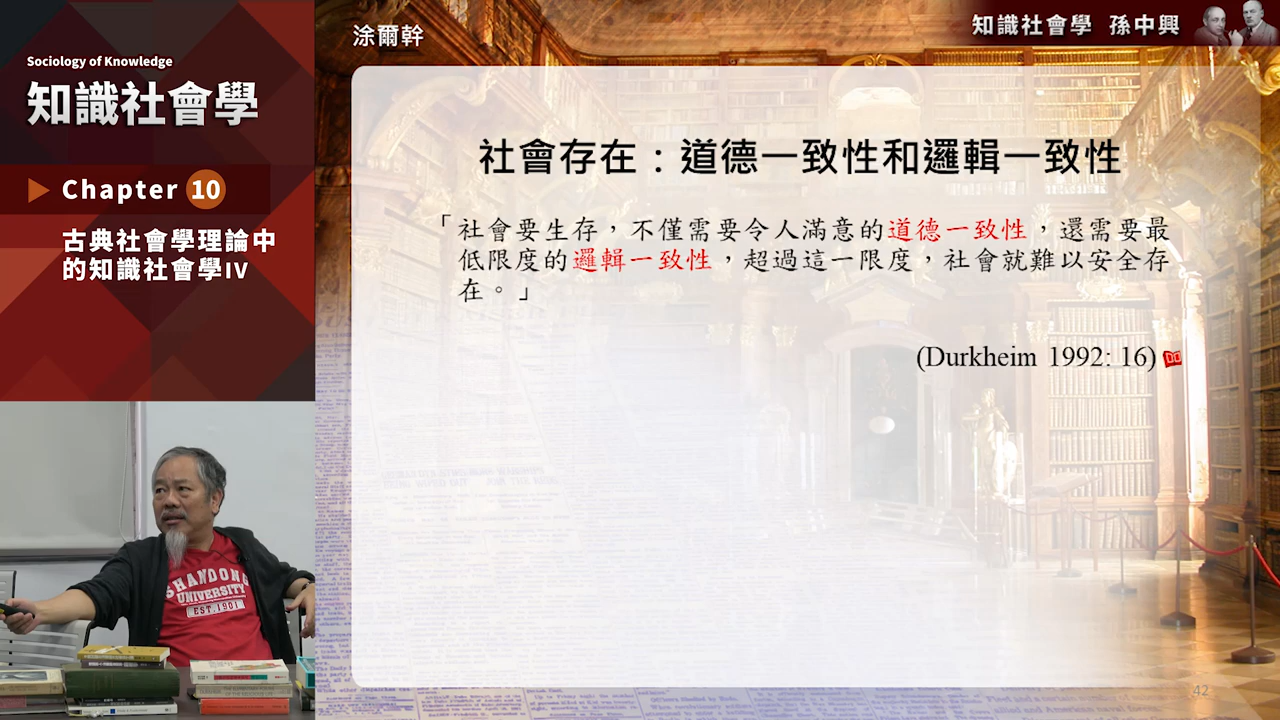 Sociology of Knowledge
知識社會學
Chapter 10
古典社會學理論中
的知識社會學IV
涂爾幹
知識社會學 孫中興
社會存在：道德一致性和邏輯一致性
「社會要生存，不僅需要令人滿意的道德一致性，還需要最
低限度的邏輯一致性，超過這一限度，社會就難以安全存
在。」
(Durkheim 1992: 16)
SHANDONG
UNIVERSITY
EST.1901
42